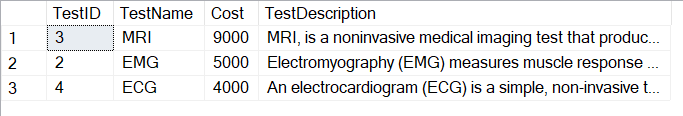 TestID TestName Cost TestDescription
1 3 MRI 9000 MRI, is a noninvasive medical imaging test that produc...
2 2 EMG 5000 Electromyography (EMG) measures muscle response ...
3 4 ECG 4000 An electrocardiogram (ECG) is a simple, non-invasive t...